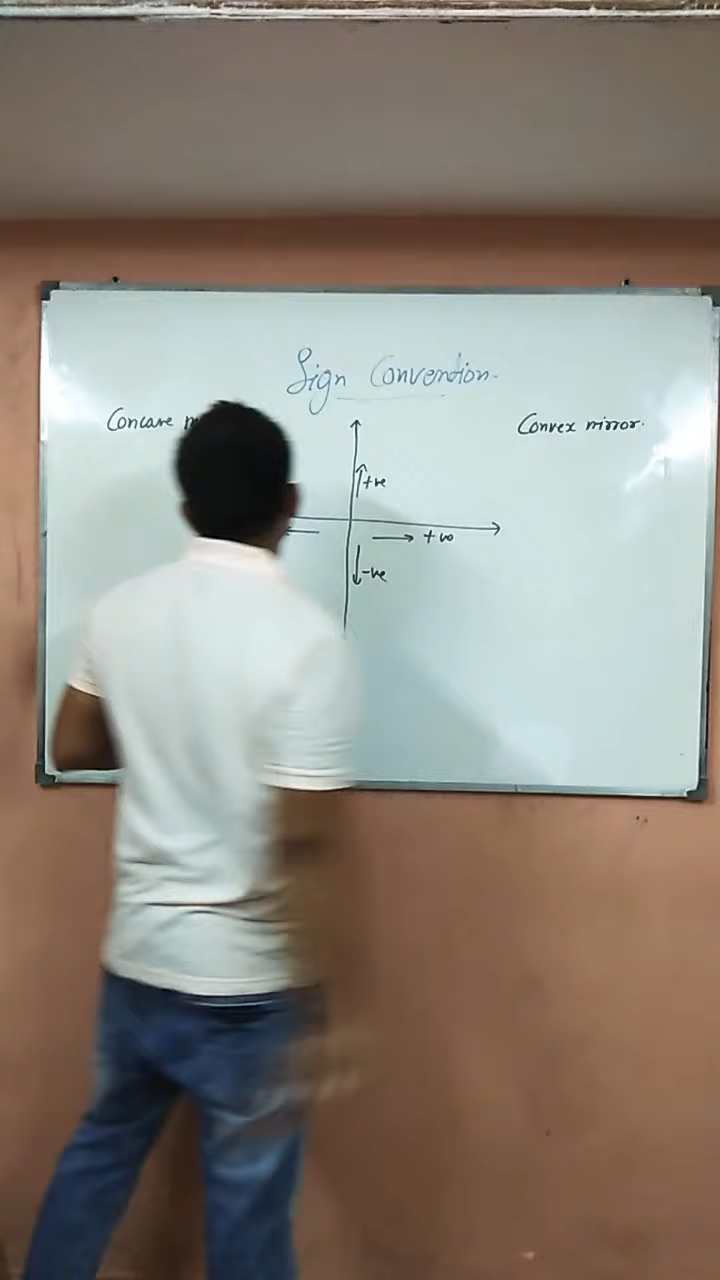 Sign Convention.
Concave
Convex mirror.
+ve
+ve
-ve